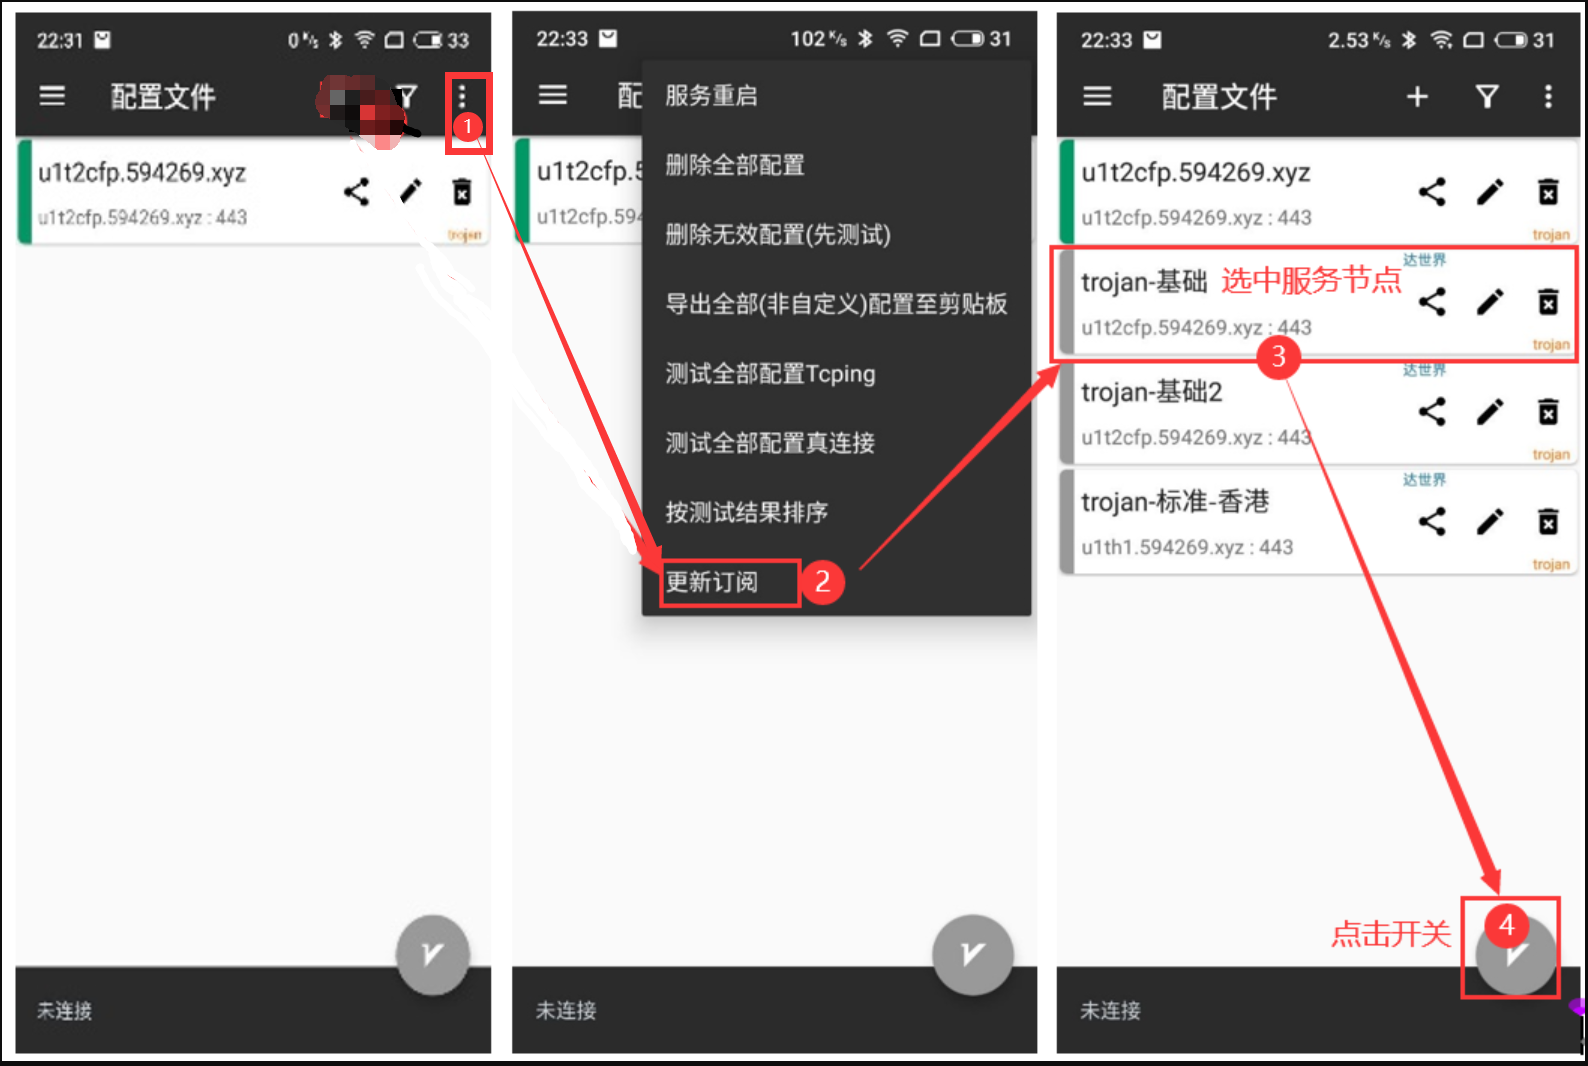 22:31
0 K/s
33
配置文件
1
u1t2cfp.594269.xyz
u1t2cfp.594269.xyz : 443
trojan
未连接
22:33
102 K/s
31
配
服务重启
删除全部配置
删除无效配置(先测试)
导出全部(非自定义)配置至剪贴板
测试全部配置Tcping
测试全部配置真连接
按测试结果排序
更新订阅
2
u1t2cfp.5
u1t2cfp.594
未连接
22:33
2.53 K/s
31
配置文件
u1t2cfp.594269.xyz
u1t2cfp.594269.xyz : 443
trojan
达世界
trojan-基础
选中服务节点
u1t2cfp.594269.xyz : 443
trojan
3
达世界
trojan-基础2
u1t2cfp.594269.xyz : 443
trojan
达世界
trojan-标准-香港
u1th1.594269.xyz : 443
trojan
点击开关
4
未连接